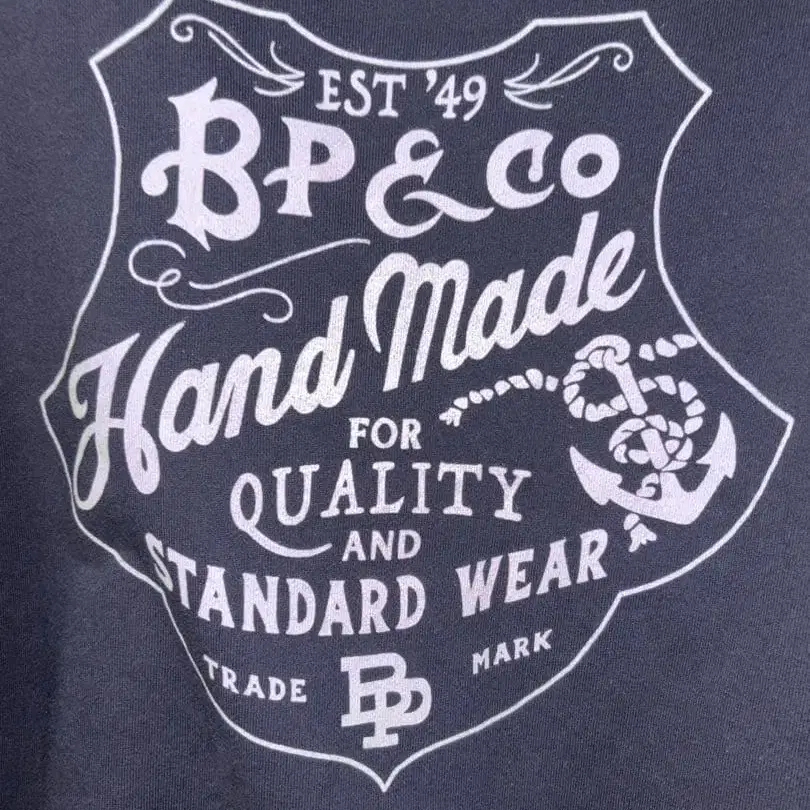 EST '49
BP & CO
Hand Made
FOR
QUALITY
AND
STANDARD WEAR
TRADE BP MARK